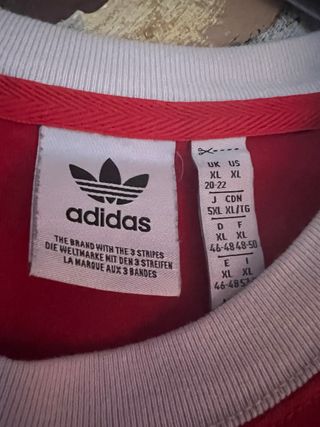 adidas
THE BRAND WITH THE 3 STRIPES
DIE WELTMARKE MIT DEN 3 STREIFEN
LA MARQUE AUX 3 BANDES
UK US
XL XL
20-22
J CDN
5XL XL/TG
D F
XL XL
46-48 48-50
E I
XL XL